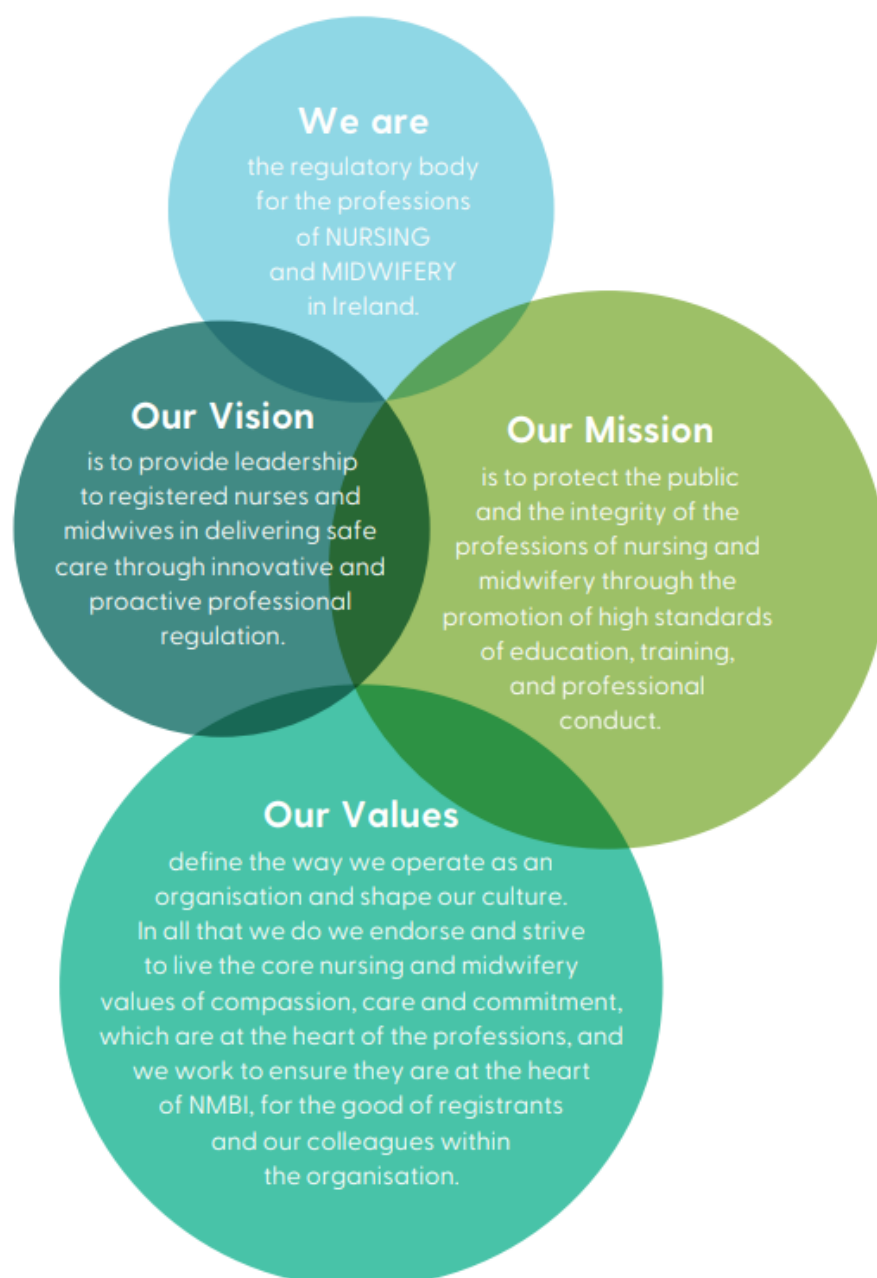 We are
the regulatory body
for the professions
of NURSING
and MIDWIFERY
in Ireland.
Our Vision
is to provide leadership
to registered nurses and
midwives in delivering safe
care through innovative and
proactive professional
regulation.
Our Mission
is to protect the public
and the integrity of the
professions of nursing and
midwifery through the
promotion of high standards
of education, training,
and professional
conduct.
Our Values
define the way we operate as an
organisation and shape our culture.
In all that we do we endorse and strive
to live the core nursing and midwifery
values of compassion, care and commitment,
which are at the heart of the professions, and
we work to ensure they are at the heart
of NMBI, for the good of registrants
and our colleagues within
the organisation.